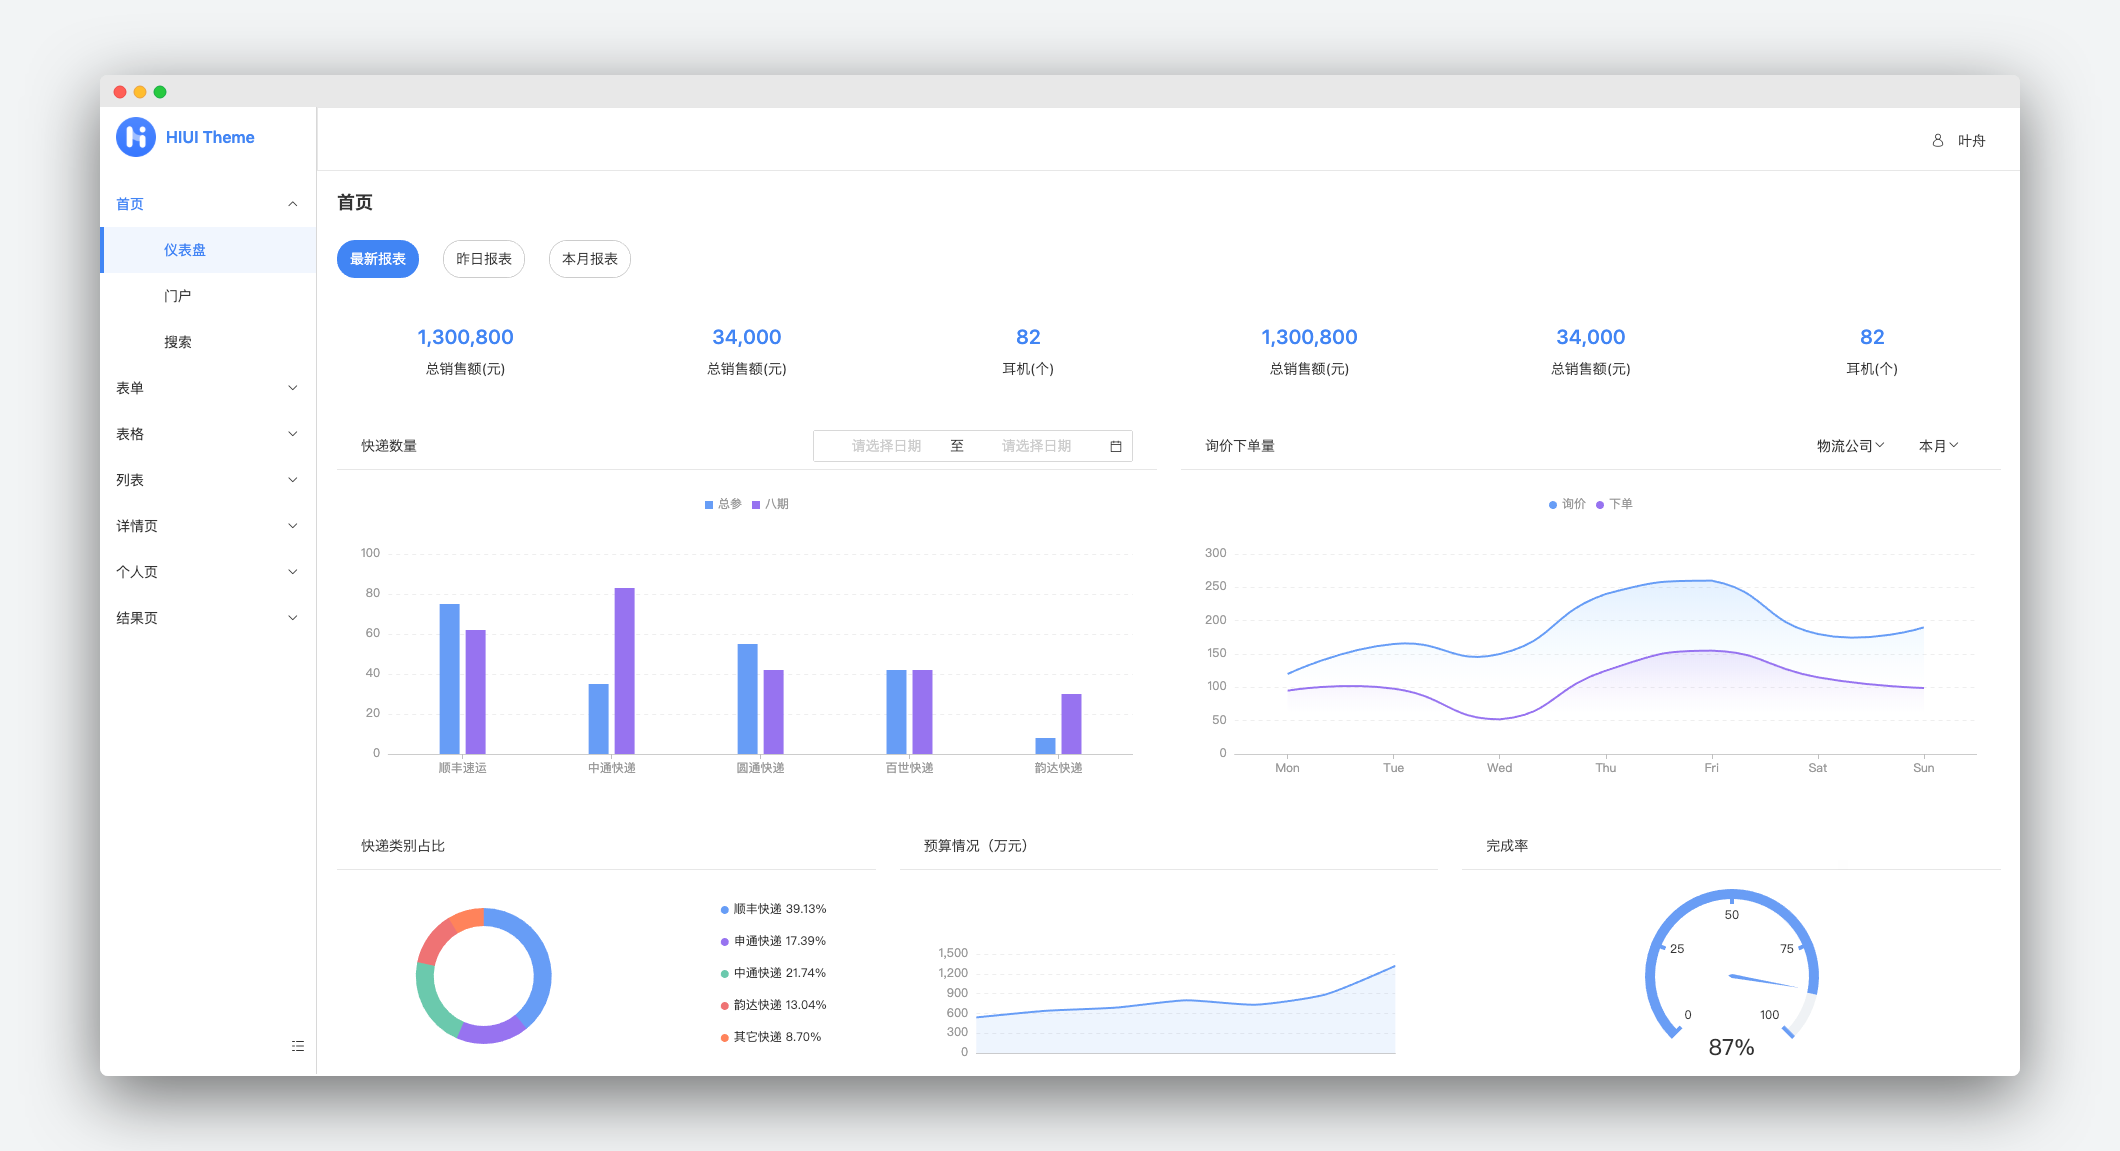 HIUI Theme
叶舟
首页
仪表盘
门户
搜索
表单
表格
列表
详情页
个人页
结果页
首页
最新报表 昨日报表 本月报表
1,300,800 34,000 82 1,300,800 34,000 82
总销售额(元) 总销售额(元) 耳机(个) 总销售额(元) 总销售额(元) 耳机(个)
快递数量 请选择日期 至 请选择日期
总参 八期
100
80
60
40
20
0
顺丰速运 中通快递 圆通快递 百世快递 韵达快递
询价下单量 物流公司 本月
询价 下单
300
250
200
150
100
50
0
Mon Tue Wed Thu Fri Sat Sun
快递类别占比
顺丰快递 39.13%
申通快递 17.39%
中通快递 21.74%
韵达快递 13.04%
其它快递 8.70%
预算情况（万元）
1,500
1,200
900
600
300
0
完成率
50
25 75
0 100
87%